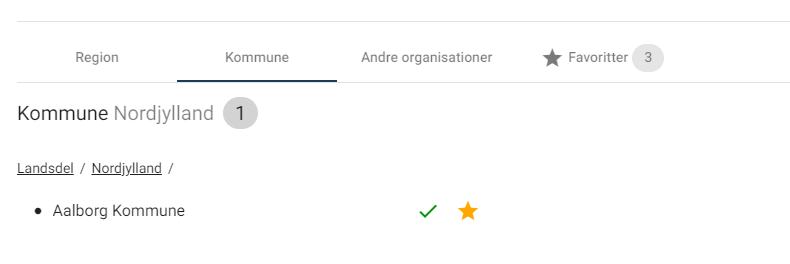 Region Kommune Andre organisationer Favoritter 3
Kommune Nordjylland 1
Landsdel / Nordjylland /
• Aalborg Kommune